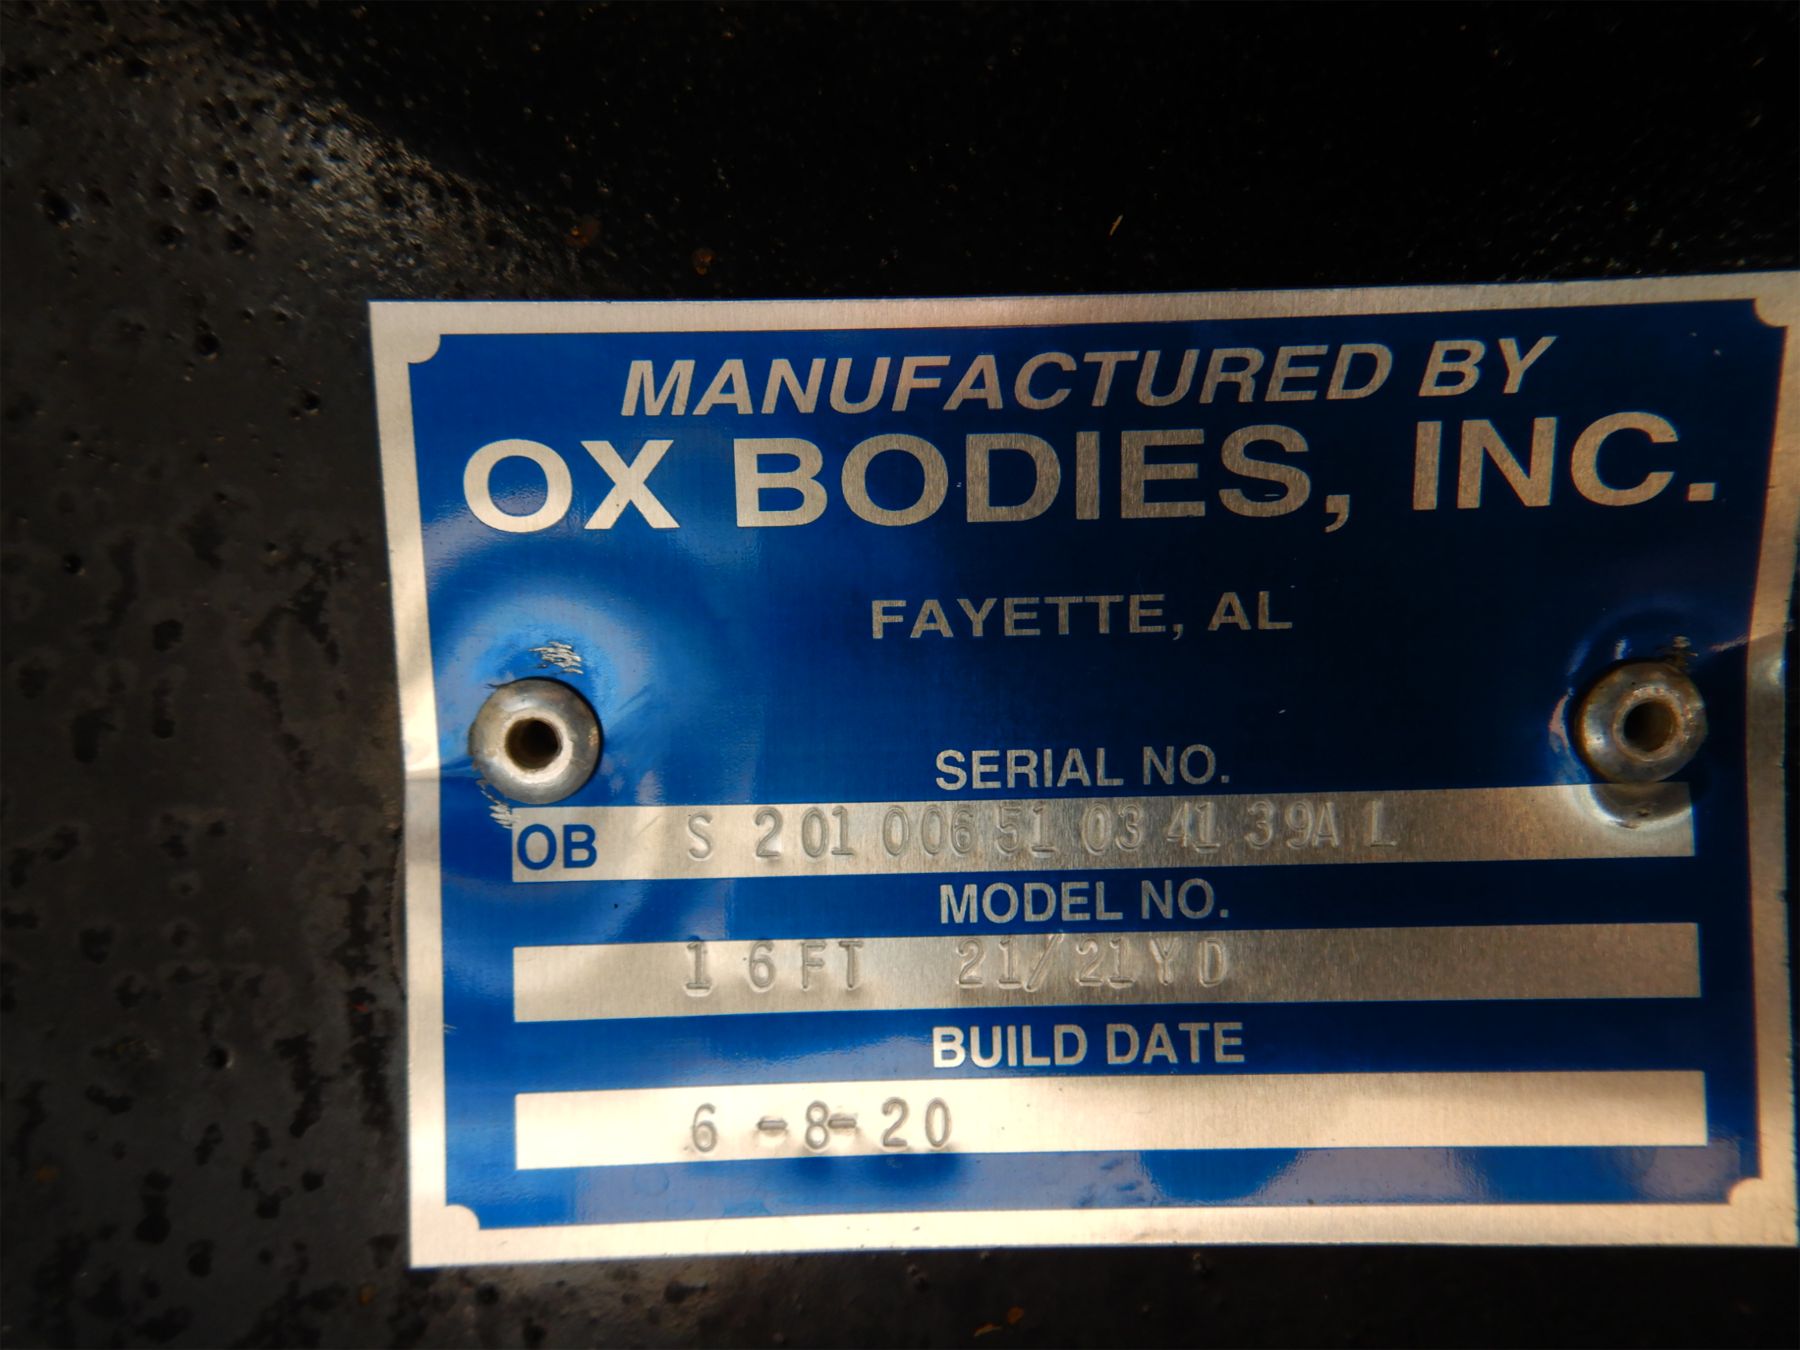 MANUFACTURED BY
OX BODIES, INC.
FAYETTE, AL
SERIAL NO.
OB S 201 006 51 03 41 39A L
MODEL NO.
16FT 21/21YD
BUILD DATE
6-8-20